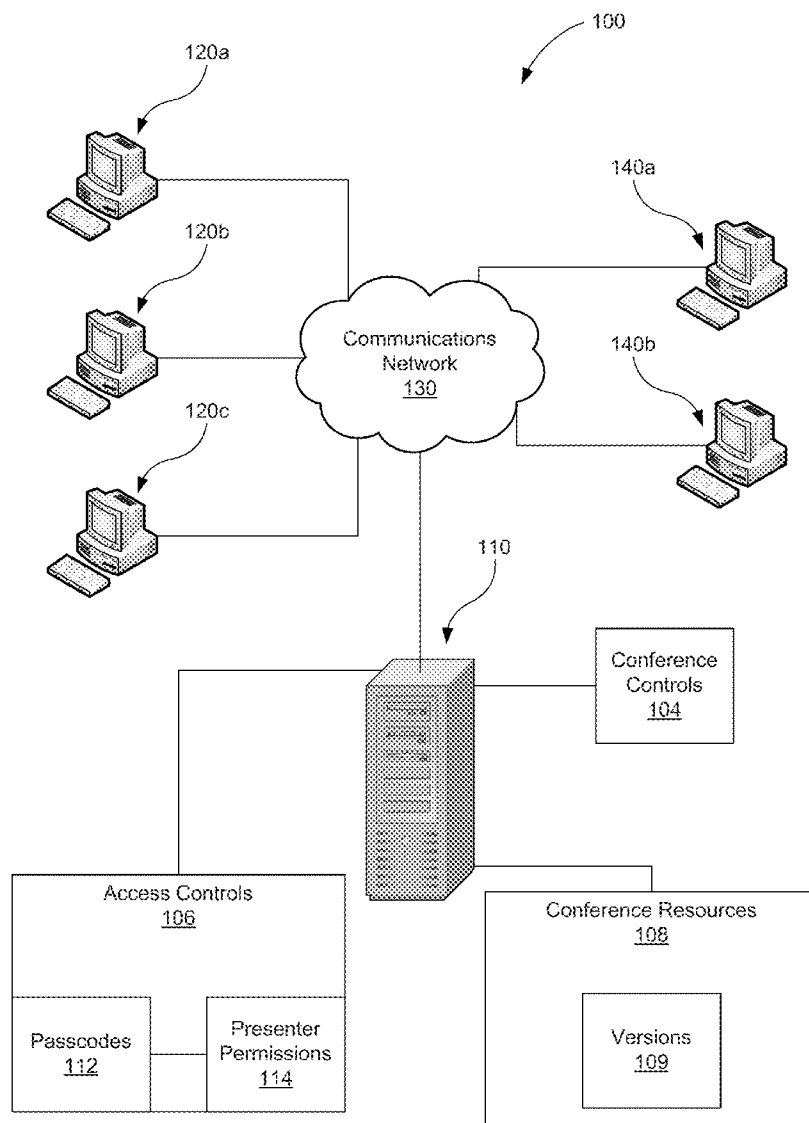 100
120a
140a
120b
Communications
Network
130
140b
120c
110
Conference
Controls
104
Access Controls
106
Conference Resources
108
Passcodes
112
Presenter
Permissions
114
Versions
109